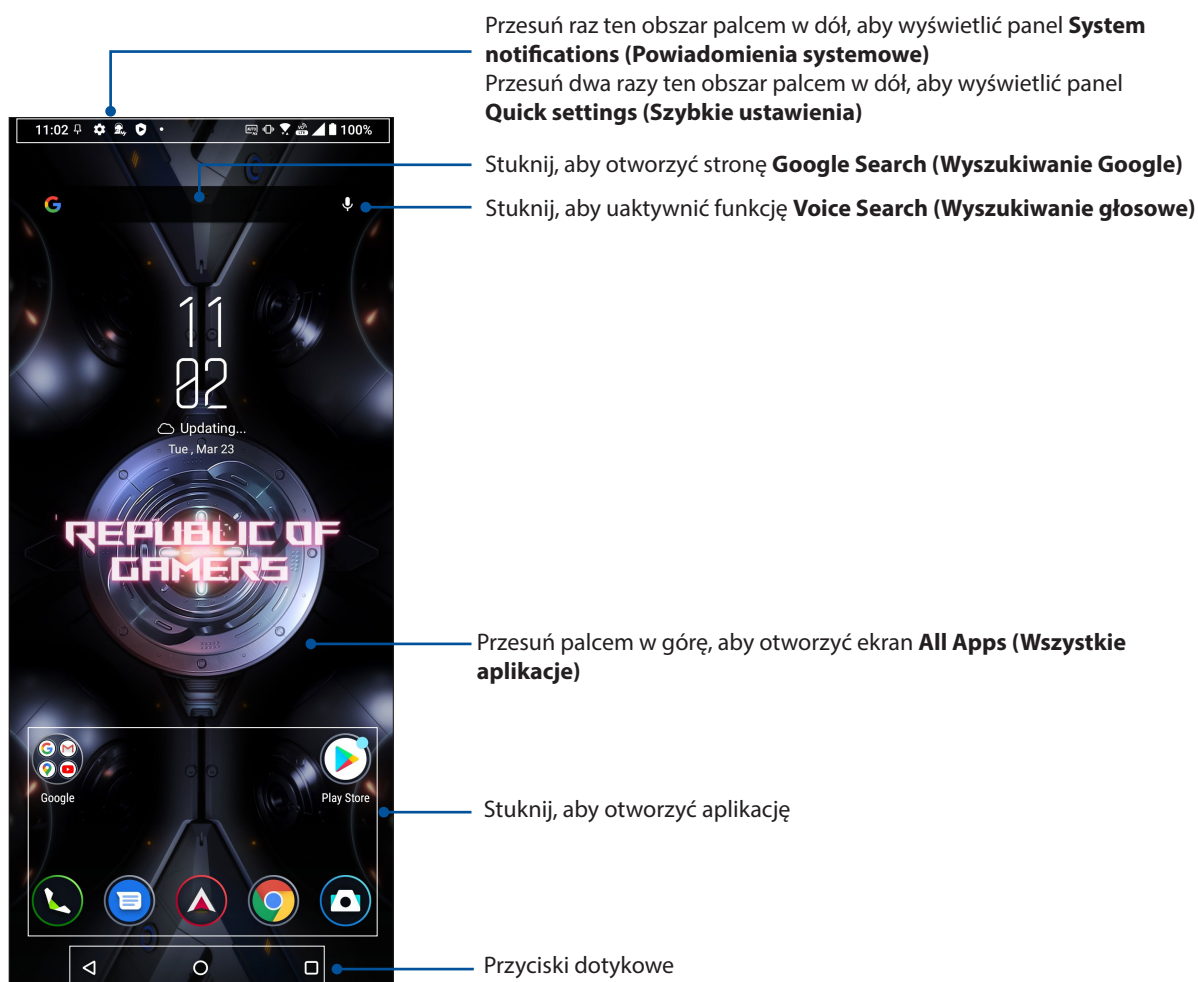 Przesuń raz ten obszar palcem w dół, aby wyświetlić panel System
notifications (Powiadomienia systemowe)
Przesuń dwa razy ten obszar palcem w dół, aby wyświetlić panel
Quick settings (Szybkie ustawienia)
11:02 100%
Stuknij, aby otworzyć stronę Google Search (Wyszukiwanie Google)
Stuknij, aby uaktywnić funkcję Voice Search (Wyszukiwanie głosowe)
11
02
Updating...
Tue , Mar 23
REPUBLIC OF
GAMERS
Przesuń palcem w górę, aby otworzyć ekran All Apps (Wszystkie
aplikacje)
Google
Play Store
Stuknij, aby otworzyć aplikację
Przyciski dotykowe